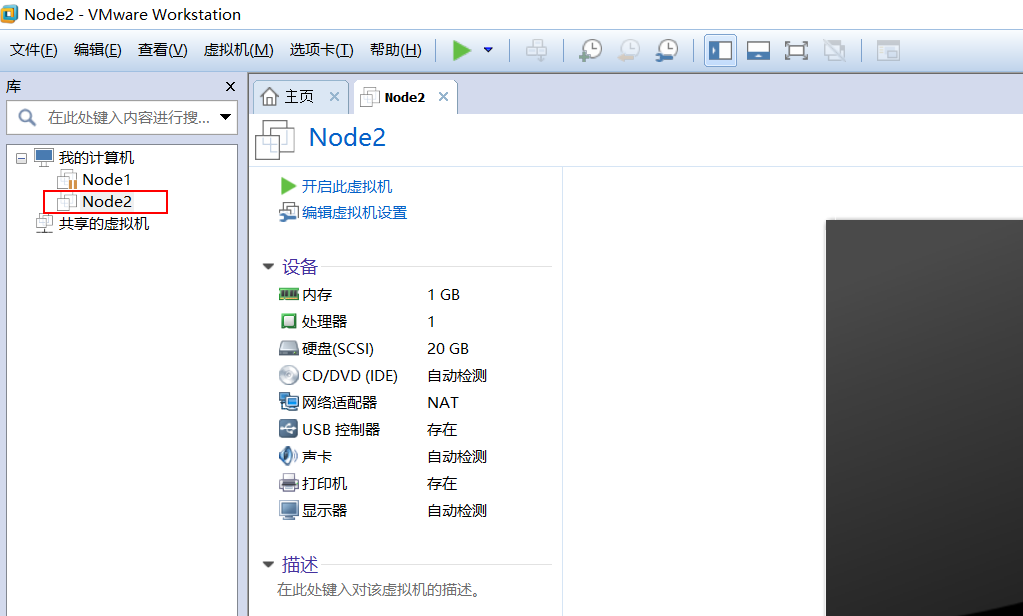 Node2 - VMware Workstation
文件(F) 编辑(E) 查看(V) 虚拟机(M) 选项卡(T) 帮助(H)
库
在此处键入内容进行搜...
我的计算机
Node1
Node2
共享的虚拟机
主页 Node2
Node2
开启此虚拟机
编辑虚拟机设置
设备
内存 1 GB
处理器 1
硬盘(SCSI) 20 GB
CD/DVD (IDE) 自动检测
网络适配器 NAT
USB 控制器 存在
声卡 自动检测
打印机 存在
显示器 自动检测
描述
在此处键入对该虚拟机的描述。